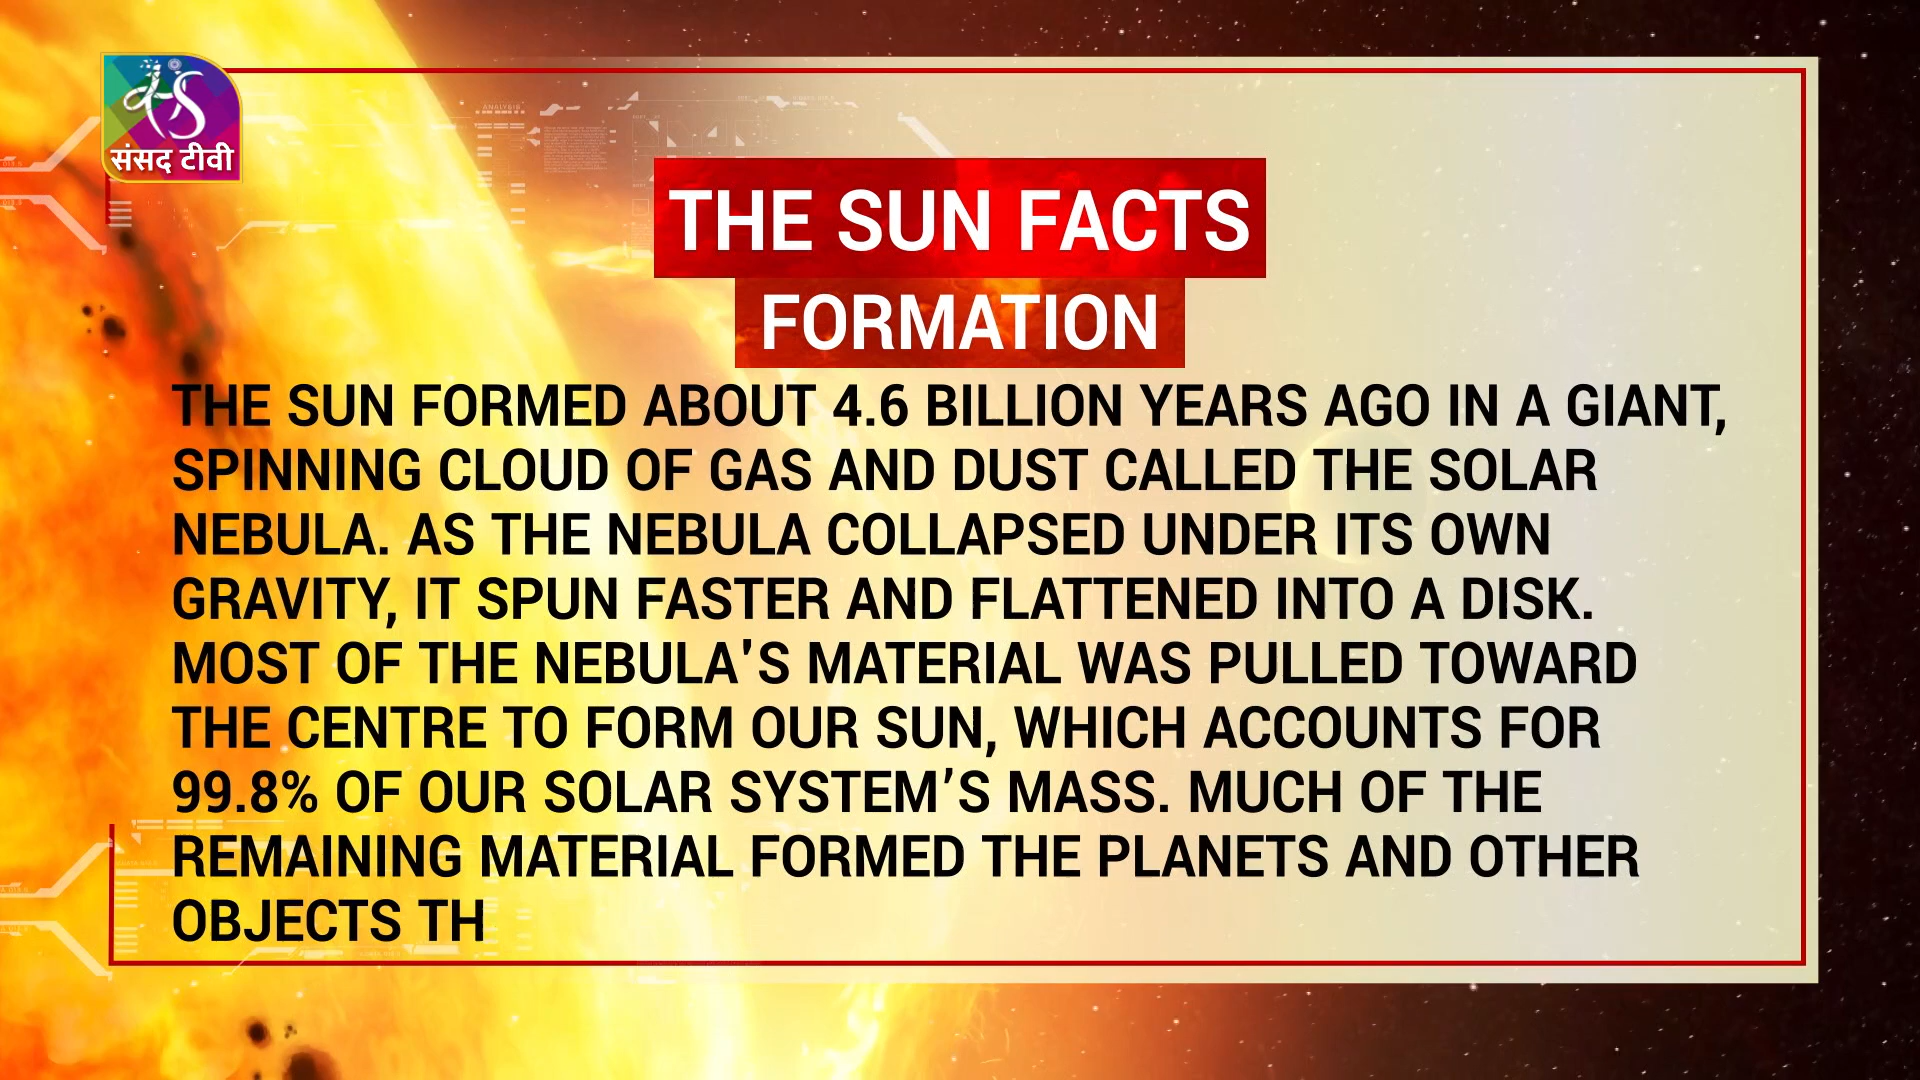 संसद टीवी
THE SUN FACTS
FORMATION
THE SUN FORMED ABOUT 4.6 BILLION YEARS AGO IN A GIANT,
SPINNING CLOUD OF GAS AND DUST CALLED THE SOLAR
NEBULA. AS THE NEBULA COLLAPSED UNDER ITS OWN
GRAVITY, IT SPUN FASTER AND FLATTENED INTO A DISK.
MOST OF THE NEBULA'S MATERIAL WAS PULLED TOWARD
THE CENTRE TO FORM OUR SUN, WHICH ACCOUNTS FOR
99.8% OF OUR SOLAR SYSTEM’S MASS. MUCH OF THE
REMAINING MATERIAL FORMED THE PLANETS AND OTHER
OBJECTS TH
ANALYSIS